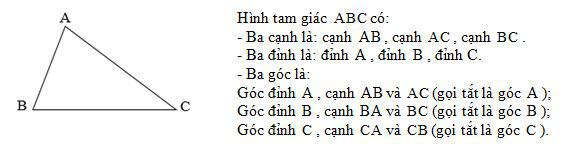 A
B
C
Hình tam giác ABC có:
- Ba cạnh là: cạnh AB , cạnh AC , cạnh BC .
- Ba đỉnh là: đỉnh A , đỉnh B , đỉnh C.
- Ba góc là:
Góc đỉnh A , cạnh AB và AC (gọi tắt là góc A );
Góc đỉnh B , cạnh BA và BC (gọi tắt là góc B );
Góc đỉnh C , cạnh CA và CB (gọi tắt là góc C ).